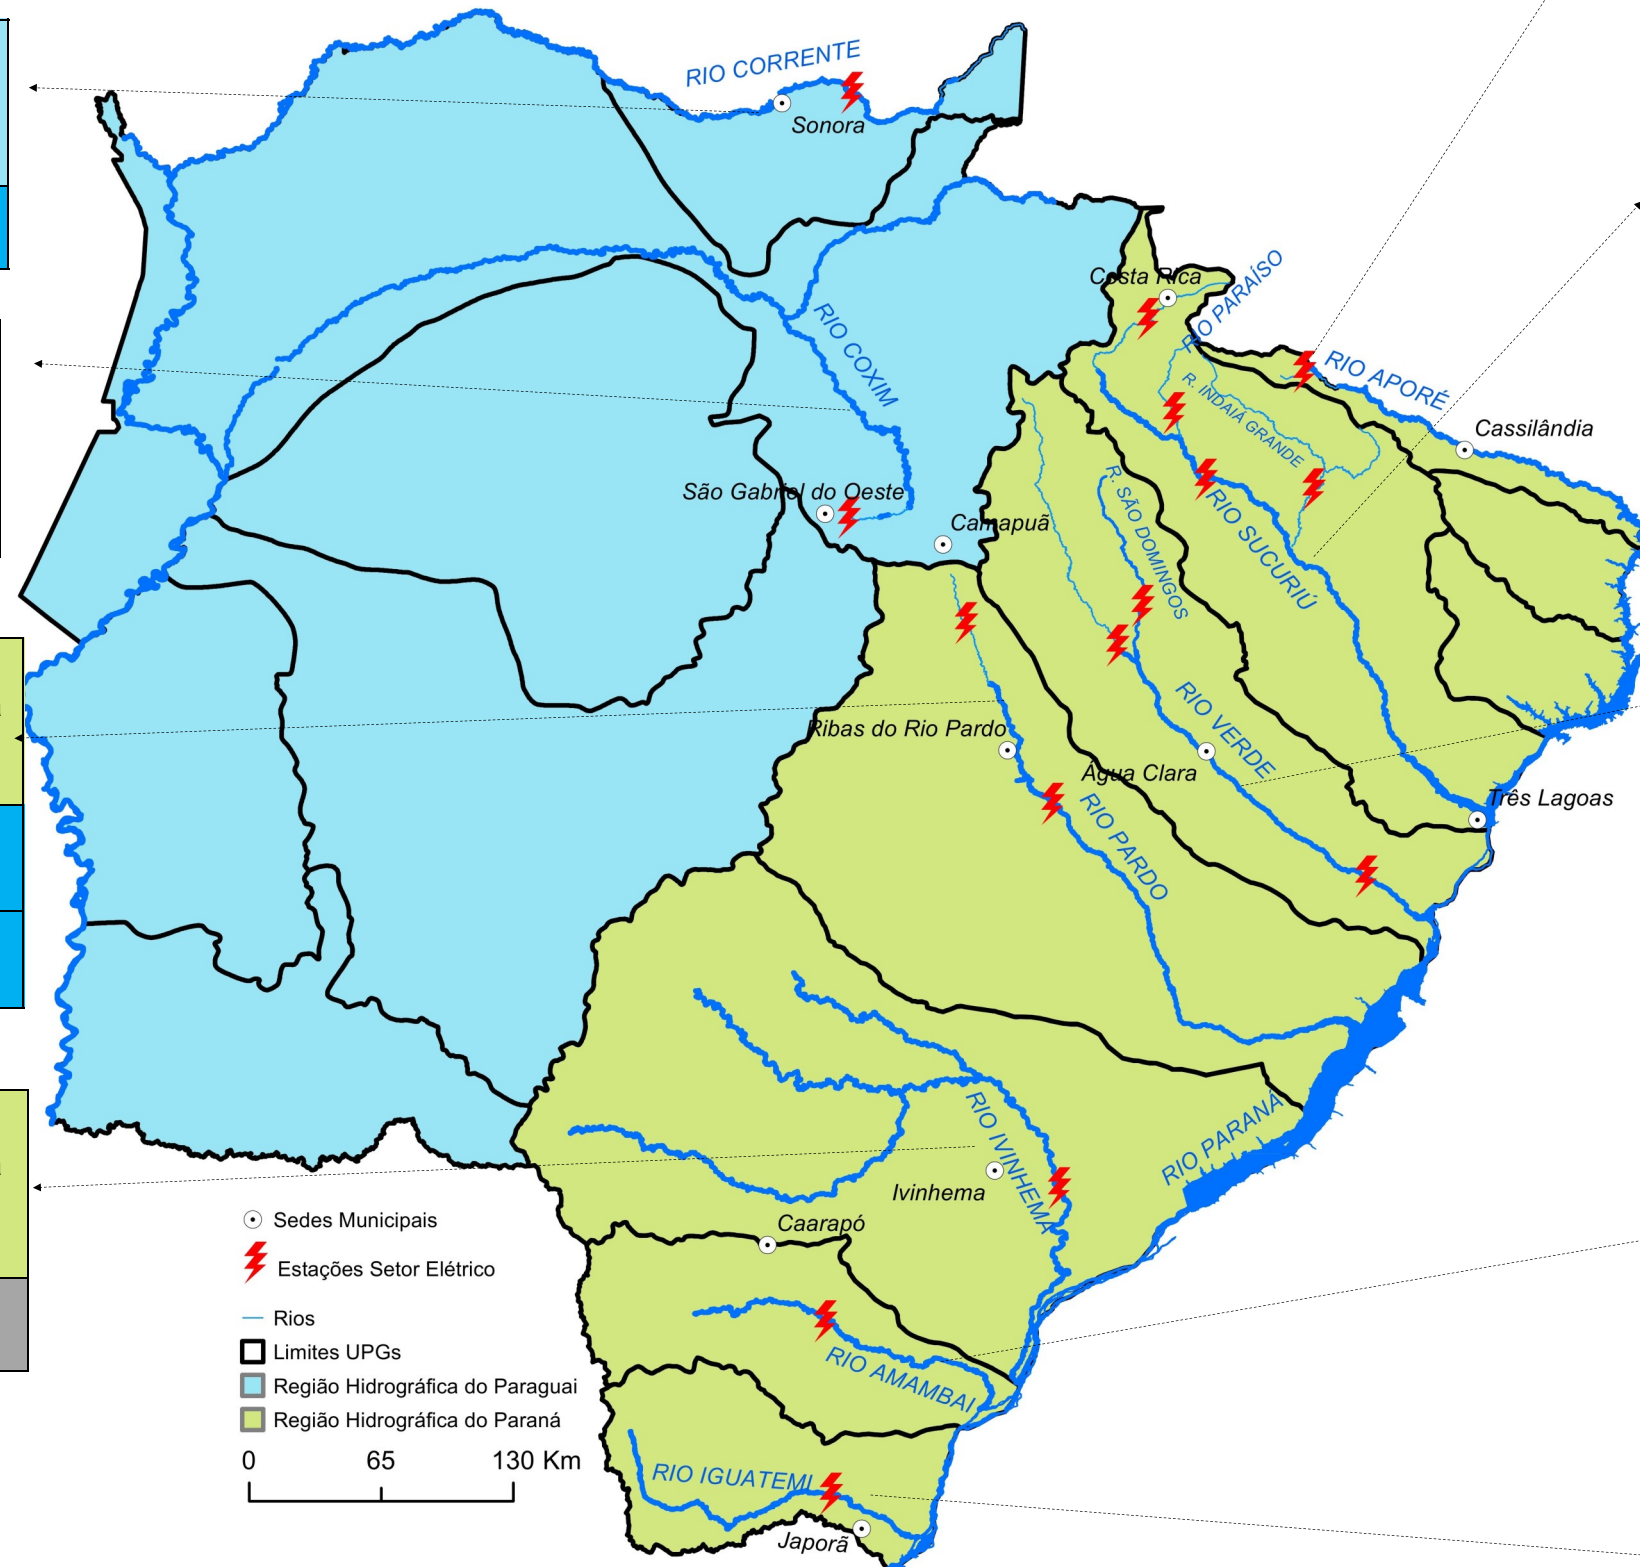 RIO CORRENTE
Sonora
Costa Rica
RIO PARAÍSO
RIO COXIM
RIO APORÉ
R. INDAIÁ GRANDE
Cassilândia
São Gabriel do Oeste
Camapuã
R. SÃO DOMINGOS
RIO SUCURIÚ
Ribas do Rio Pardo
RIO VERDE
Água Clara
Três Lagoas
RIO PARDO
RIO IVINHEMA
RIO PARANÁ
Ivinhema
Caarapó
Sedes Municipais
Estações Setor Elétrico
Rios
Limites UPGs
Região Hidrográfica do Paraguai
Região Hidrográfica do Paraná
0 65 130 Km
RIO AMAMBAI
RIO IGUATEMI
Japorã